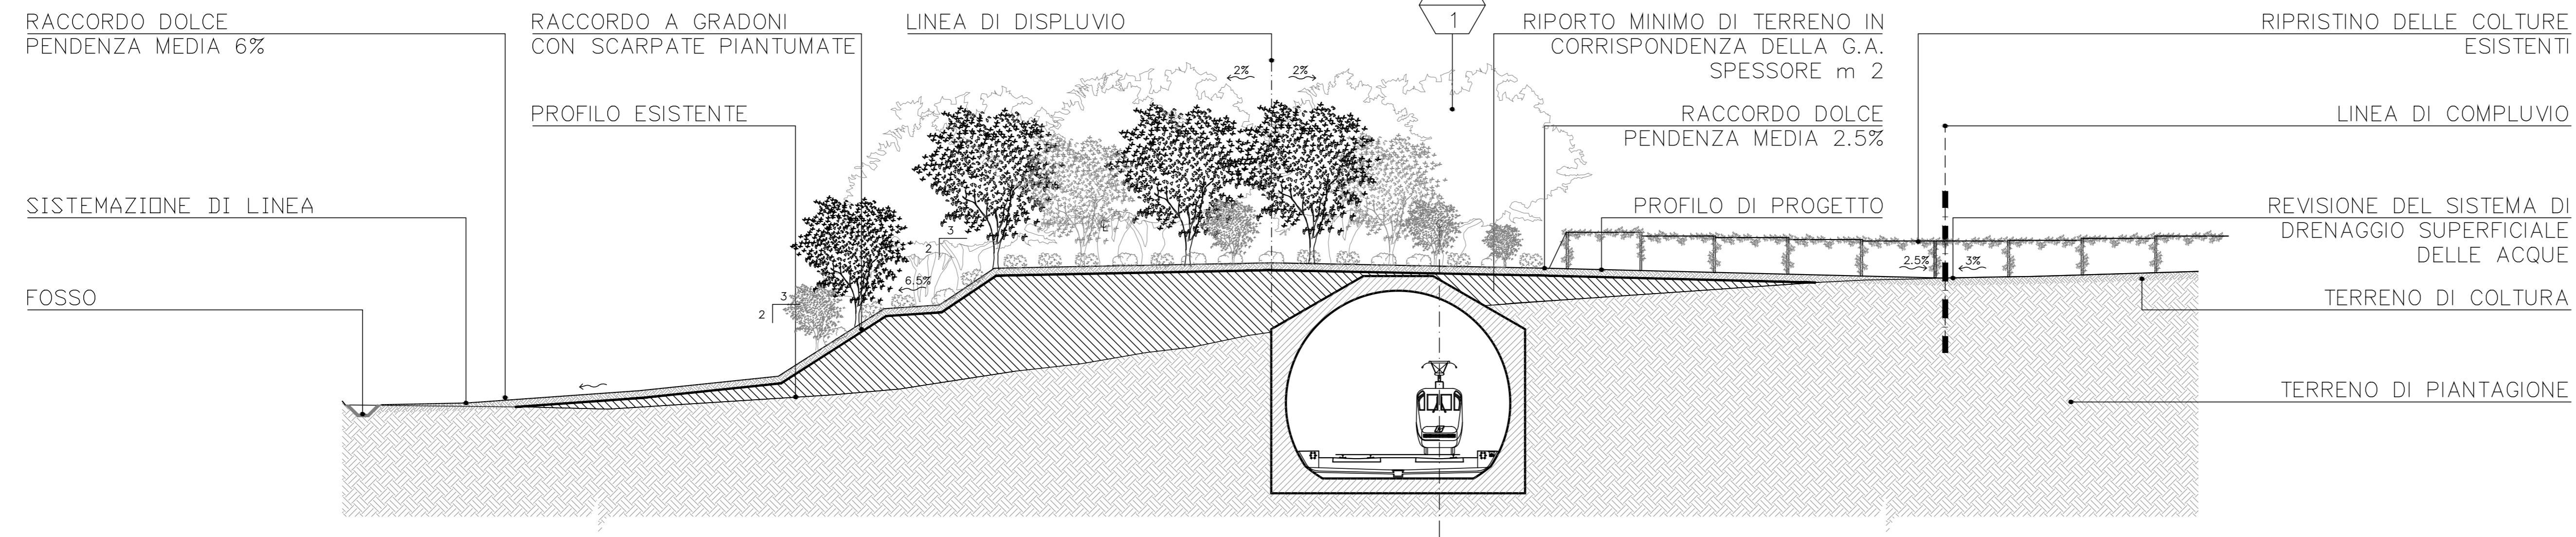 RACCORDO DOLCE
PENDENZA MEDIA 6%
SISTEMAZIONE DI LINEA
FOSSO
RACCORDO A GRADONI
CON SCARPATE PIANTUMATE
PROFILO ESISTENTE
LINEA DI DISPLUVIO
1
RIPORTO MINIMO DI TERRENO IN
CORRISPONDENZA DELLA G.A.
SPESSORE m 2
RACCORDO DOLCE
PENDENZA MEDIA 2.5%
PROFILO DI PROGETTO
RIPRISTINO DELLE COLTURE
ESISTENTI
LINEA DI COMPLUVIO
REVISIONE DEL SISTEMA DI
DRENAGGIO SUPERFICIALE
DELLE ACQUE
TERRENO DI COLTURA
TERRENO DI PIANTAGIONE
2% 2%
3
2
6.5%
3
2
2.5% 3%